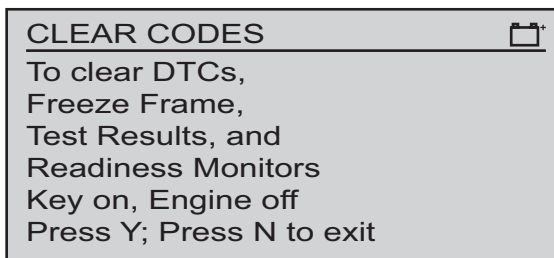 CLEAR CODES
To clear DTCs,
Freeze Frame,
Test Results, and
Readiness Monitors
Key on, Engine off
Press Y; Press N to exit